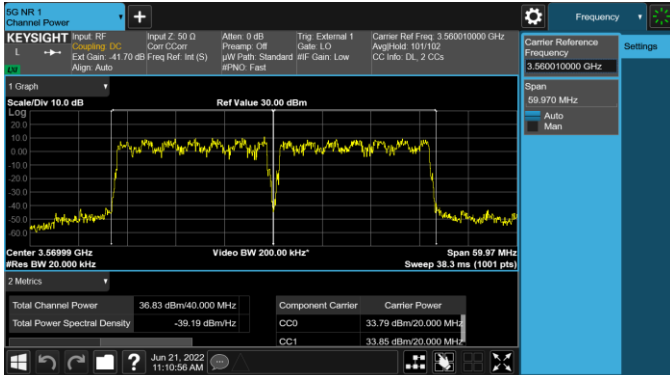 5G NR 1
Channel Power
Frequency
KEYSIGHT
L
LW
Input: RF
Coupling: DC
Ext Gain: -41.70 dB
Align: Auto
Input Z: 50 Ω
Corr CCorr
Freq Ref: Int (S)
Atten: 0 dB
Preamp: Off
µW Path: Standard
#PNO: Fast
Trig: External 1
Gate: LO
#IF Gain: Low
Carrier Ref Freq: 3.560010000 GHz
Avg|Hold: 101/102
CC Info: DL, 2 CCs
Carrier Reference
Frequency
3.560010000 GHz
Settings
Span
59.970 MHz
Auto
Man
1 Graph
Scale/Div 10.0 dB
Ref Value 30.00 dBm
Log
20.0
10.0
0.00
-10.0
-20.0
-30.0
-40.0
-50.0
-60.0
Center 3.56999 GHz
#Res BW 20.000 kHz
Video BW 200.00 kHz*
Span 59.97 MHz
Sweep 38.3 ms (1001 pts)
2 Metrics
Total Channel Power 36.83 dBm/40.000 MHz
Total Power Spectral Density -39.19 dBm/Hz
Component Carrier Carrier Power
CC0 33.79 dBm/20.000 MHz
CC1 33.85 dBm/20.000 MHz
?
Jun 21, 2022
11:10:56 AM